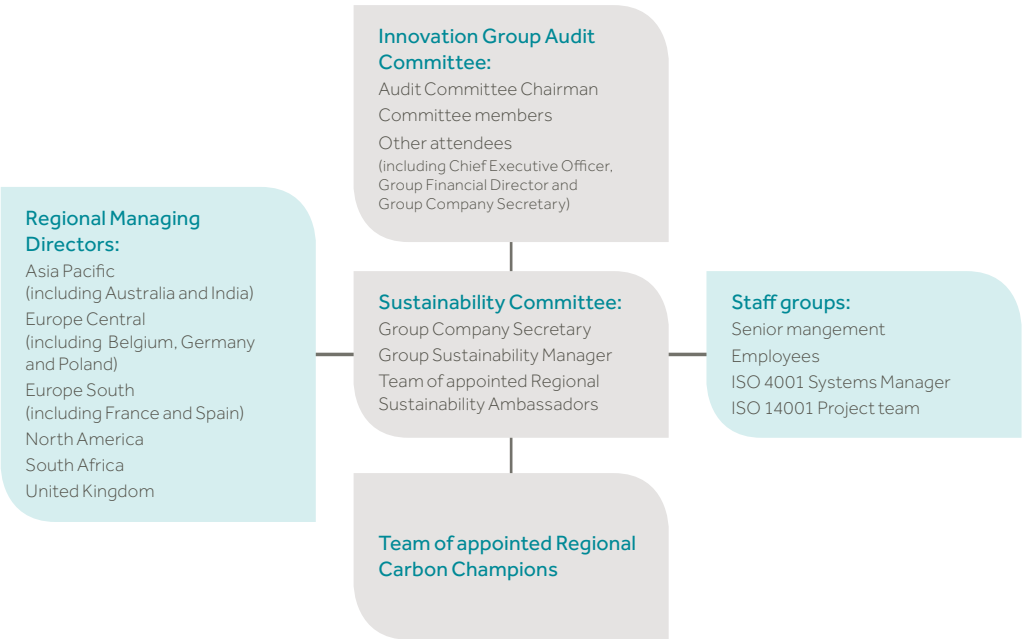 Innovation Group Audit
Committee:
Audit Committee Chairman
Committee members
Other attendees
(including Chief Executive Officer,
Group Financial Director and
Group Company Secretary)
Regional Managing
Directors:
Asia Pacific
(including Australia and India)
Europe Central
(including Belgium, Germany
and Poland)
Europe South
(including France and Spain)
North America
South Africa
United Kingdom
Sustainability Committee:
Group Company Secretary
Group Sustainability Manager
Team of appointed Regional
Sustainability Ambassadors
Staff groups:
Senior mangement
Employees
ISO 4001 Systems Manager
ISO 14001 Project team
Team of appointed Regional
Carbon Champions